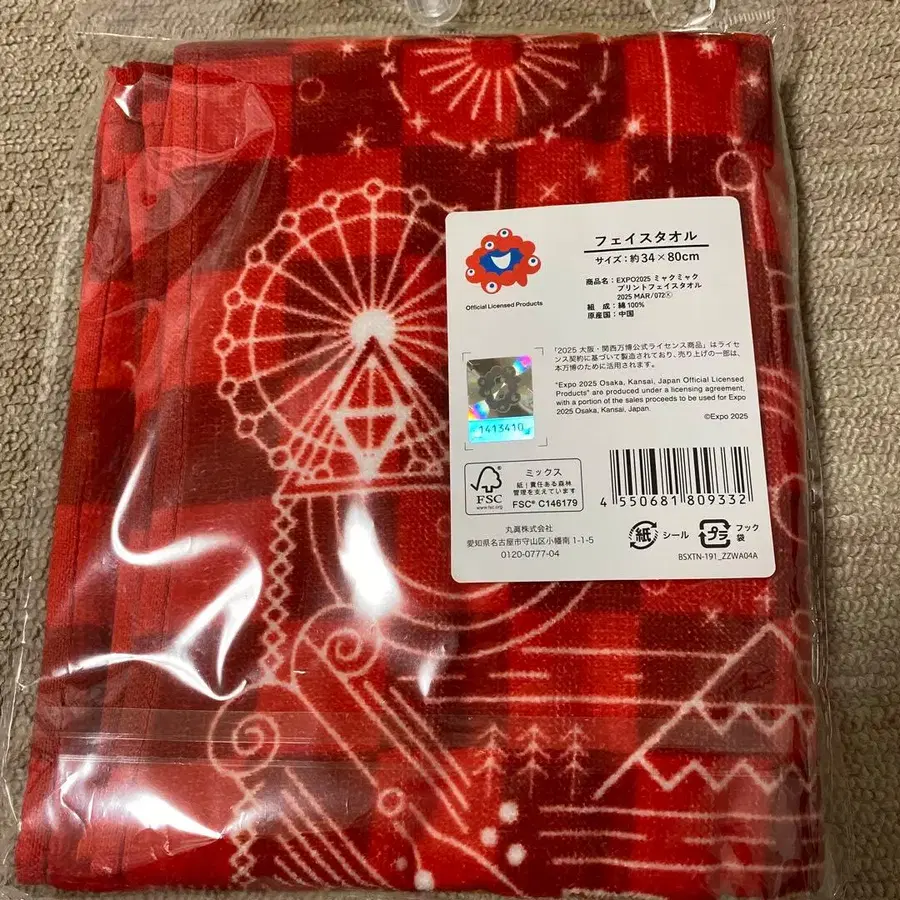 フェイスタオル
サイズ：約34×80cm
Official Licensed Products
商品名：EXPO2025 ミャクミャク
プリントフェイスタオル
2025 MAR/072Ⓚ
組 成：綿100%
原産国：中国
「2025 大阪・関西万博公式ライセンス商品」はライセ
ンス契約に基づいて製造されており、売り上げの一部は、
本万博のために活用されます。
"Expo 2025 Osaka, Kansai, Japan Official Licensed
Products" are produced under a licensing agreement,
with a portion of the sales proceeds to be used for Expo
2025 Osaka, Kansai, Japan.
©Expo 2025
1413410
FSC
www.fsc.org
ミックス
紙｜責任ある森林
管理を支えています
FSC® C146179
4 550681 809332
丸眞株式会社
愛知県名古屋市守山区小幡南 1-1-5
0120-0777-04
紙 シール
プラ フック
袋
BSXTN-191_ZZWA04A